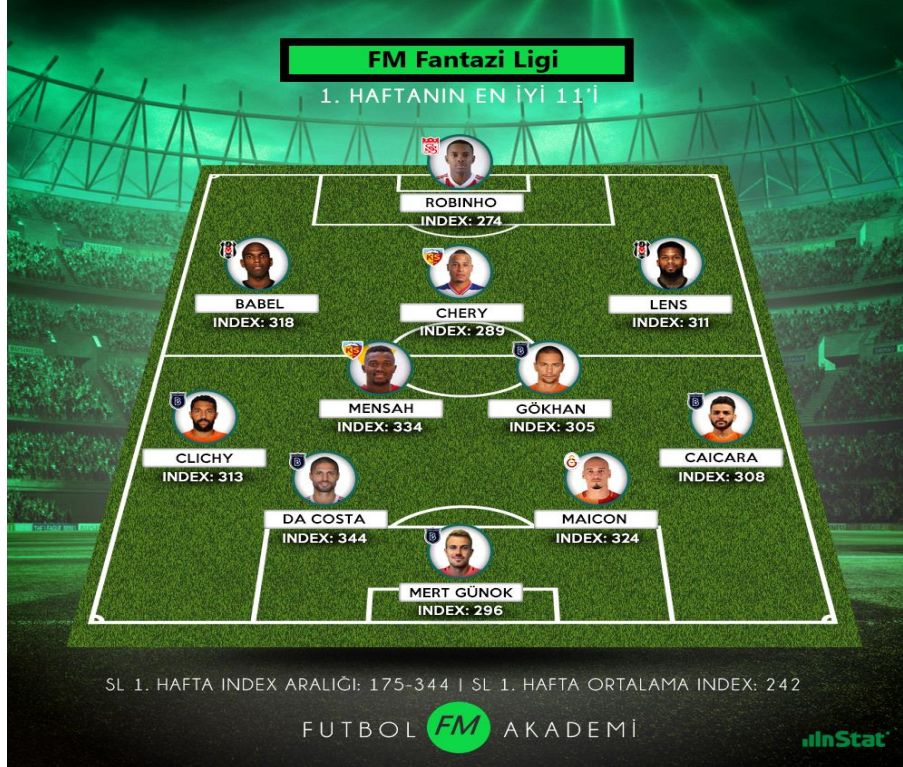 FM Fantazi Ligi
1. HAFTANIN EN İYİ 11'İ
ROBINHO
INDEX: 274
BABEL
INDEX: 318
CHERY
INDEX: 289
LENS
INDEX: 311
MENSAH
INDEX: 334
GÖKHAN
INDEX: 305
CLICHY
INDEX: 313
CAICARA
INDEX: 308
DA COSTA
INDEX: 344
MAICON
INDEX: 324
MERT GÜNOK
INDEX: 296
SL 1. HAFTA INDEX ARALIĞI: 175-344 | SL 1. HAFTA ORTALAMA INDEX: 242
FUTBOL FM AKADEMİ
InStat